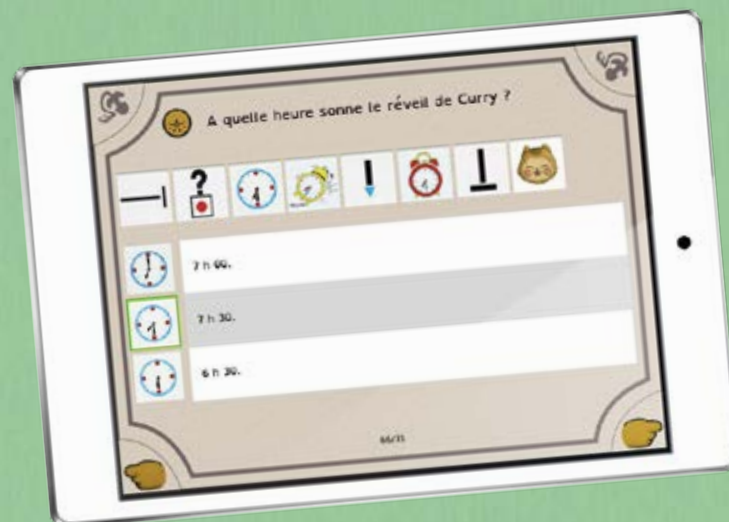 A quelle heure sonne le réveil de Curry ?
?
7 h 00.
7 h 30.
6 h 30.